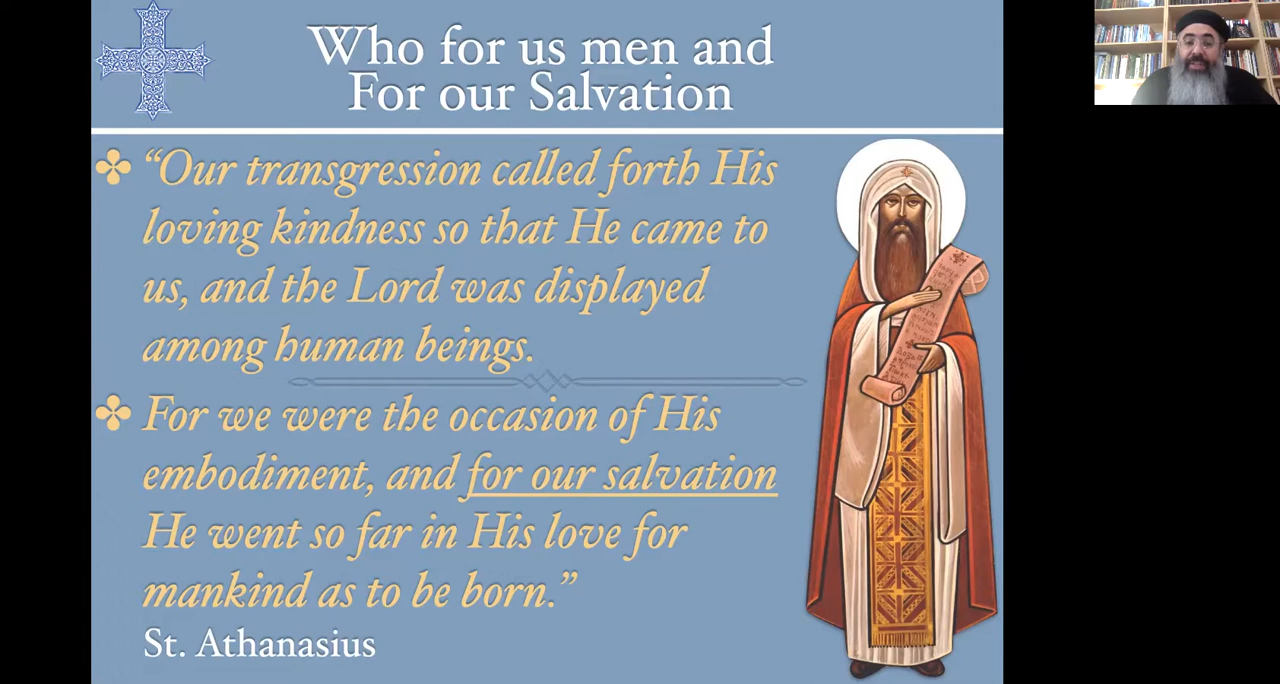 Who for us men and
For our Salvation
“Our transgression called forth His
loving kindness so that He came to
us, and the Lord was displayed
among human beings.
For we were the occasion of His
embodiment, and for our salvation
He went so far in His love for
mankind as to be born.”
St. Athanasius